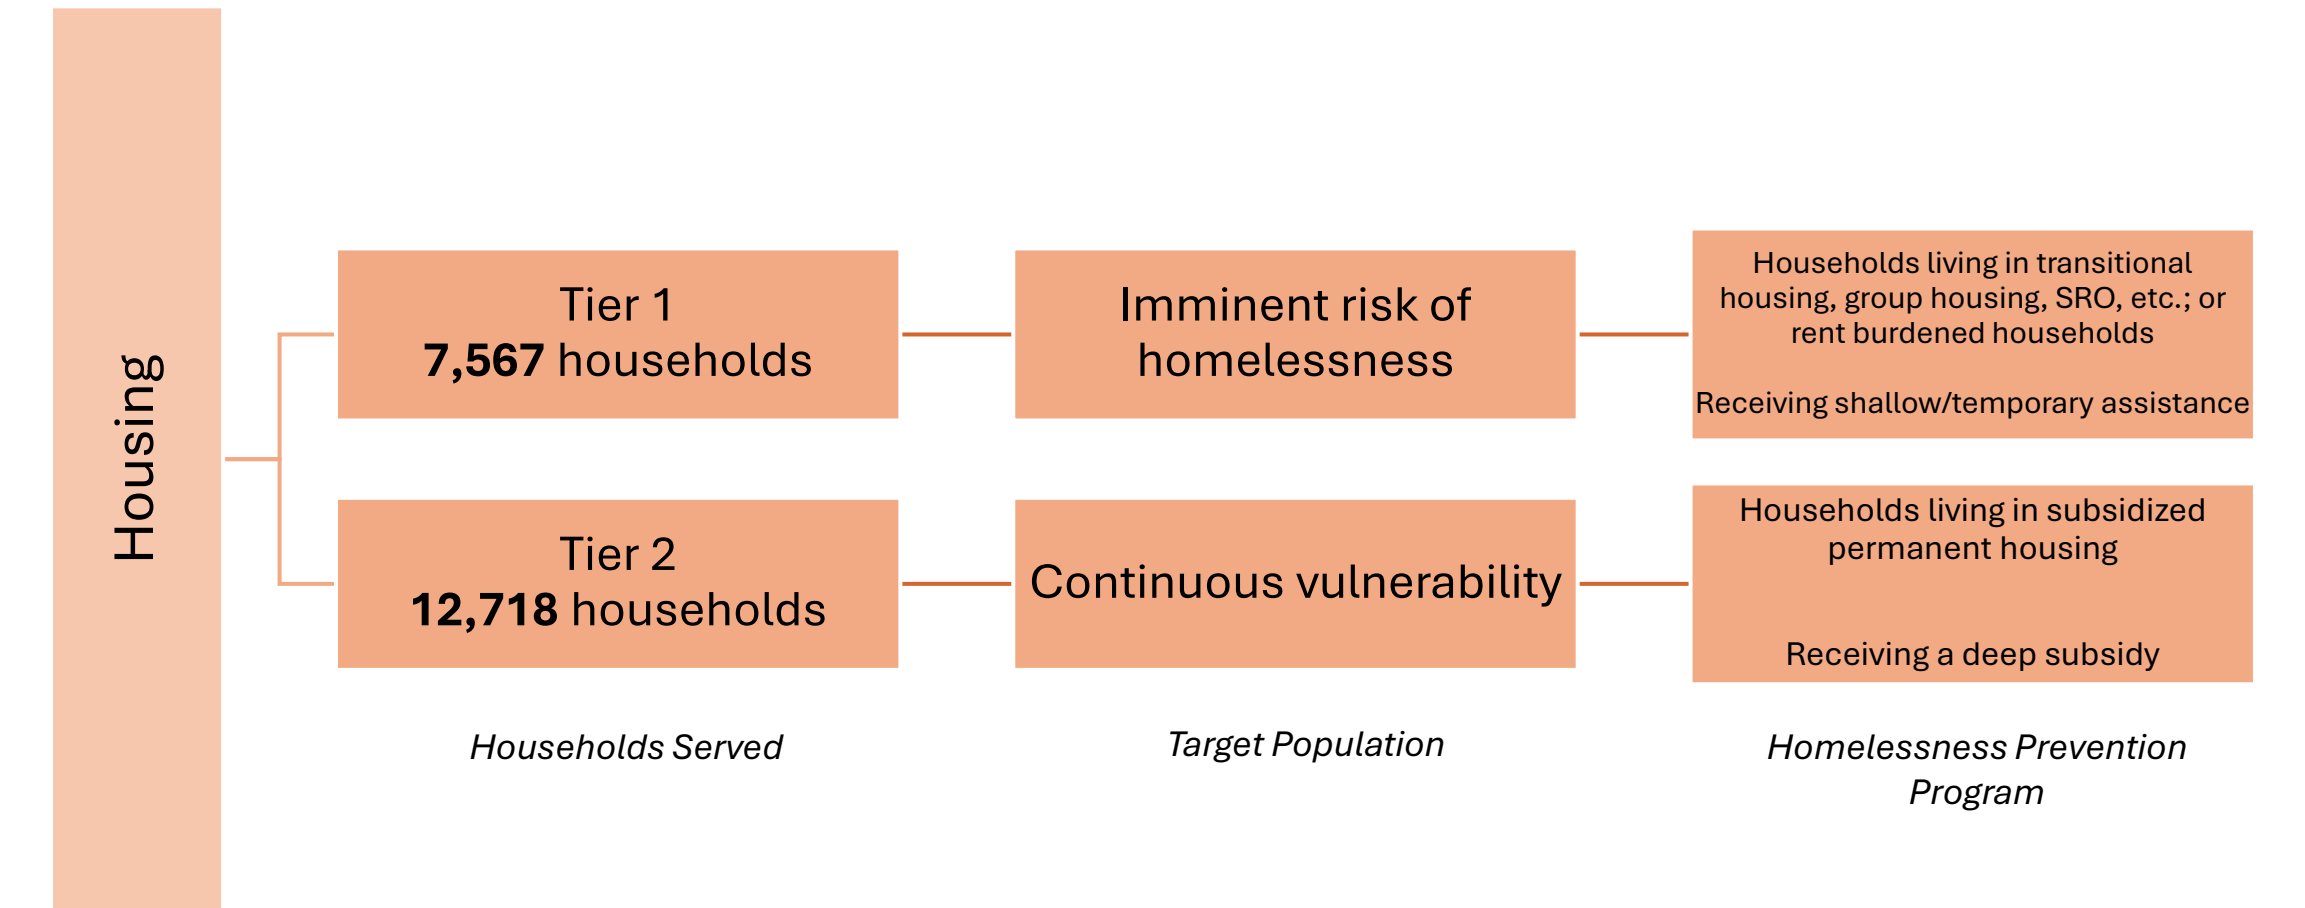 Housing
Tier 1
7,567 households
Imminent risk of
homelessness
Households living in transitional
housing, group housing, SRO, etc.; or
rent burdened households
Receiving shallow/temporary assistance
Tier 2
12,718 households
Continuous vulnerability
Households living in subsidized
permanent housing
Receiving a deep subsidy
Households Served
Target Population
Homelessness Prevention
Program